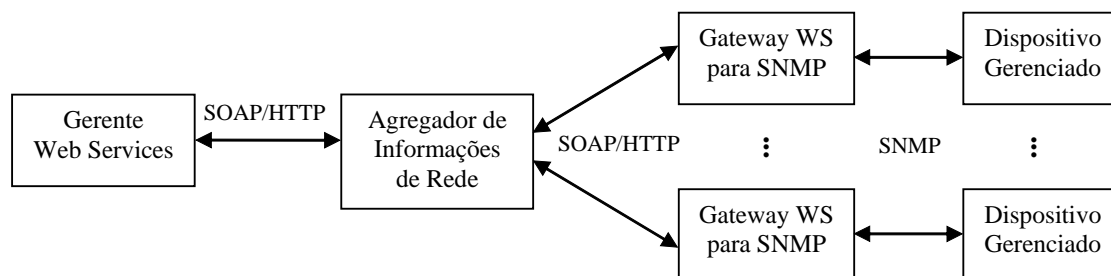 Gerente
Web Services
SOAP/HTTP
Agregador de
Informações
de Rede
SOAP/HTTP
Gateway WS
para SNMP
Dispositivo
Gerenciado
SNMP
Gateway WS
para SNMP
Dispositivo
Gerenciado